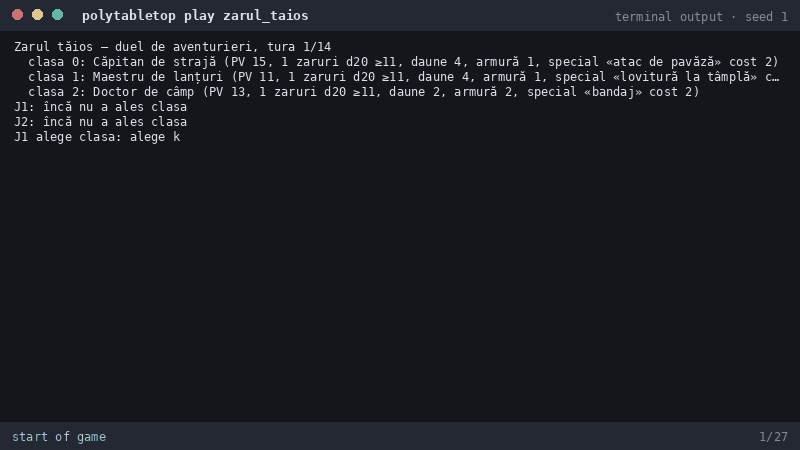 polytabletop play zarul_taios
terminal output · seed 1
Zarul tăios — duel de aventurieri, tura 1/14
clasa 0: Căpitan de strajă (PV 15, 1 zaruri d20 ≥11, daune 4, armură 1, special «atac de pavăză» cost 2)
clasa 1: Maestru de lanțuri (PV 11, 1 zaruri d20 ≥11, daune 4, armură 1, special «lovitură la tâmplă» c…
clasa 2: Doctor de câmp (PV 13, 1 zaruri d20 ≥11, daune 2, armură 2, special «bandaj» cost 2)
J1: încă nu a ales clasa
J2: încă nu a ales clasa
J1 alege clasa: alege k
start of game
1/27